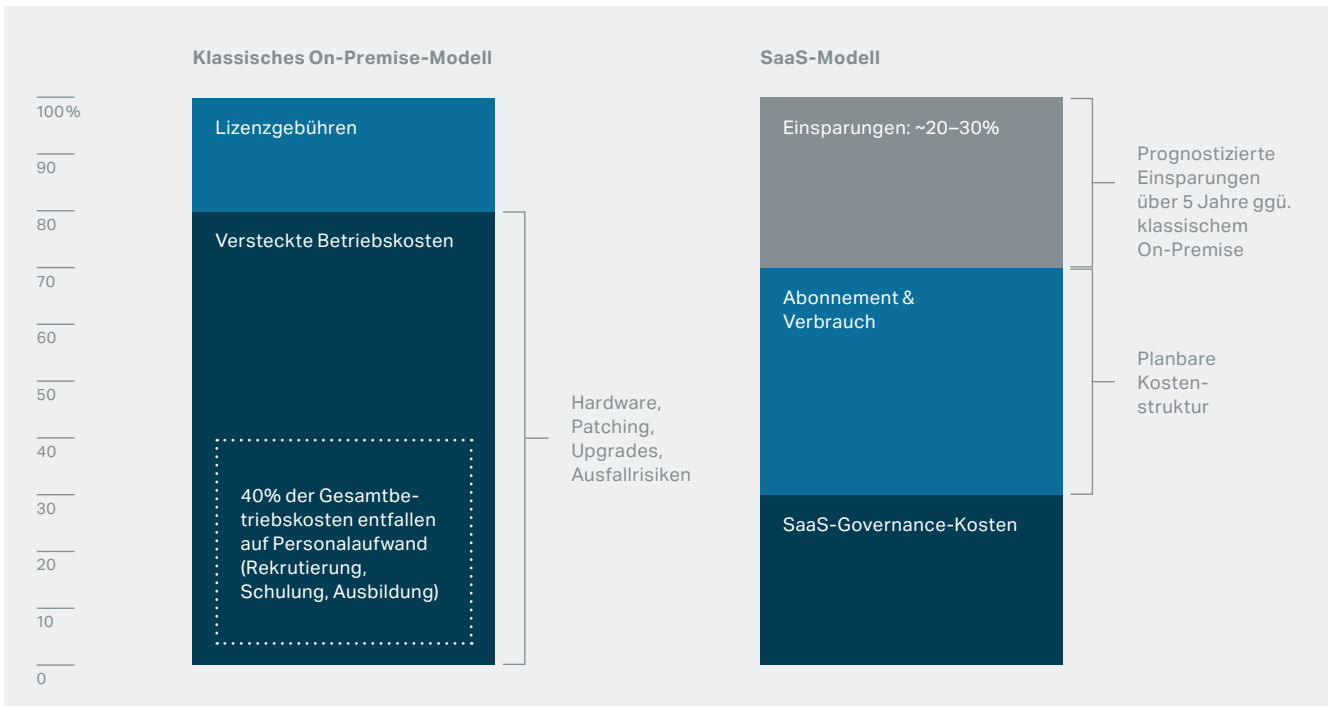 Klassisches On-Premise-Modell
SaaS-Modell
100%
90
80
70
60
50
40
30
20
10
0
Lizenzgebühren
Versteckte Betriebskosten
40% der Gesamtbe-
triebskosten entfallen
auf Personalaufwand
(Rekrutierung,
Schulung, Ausbildung)
Hardware,
Patching,
Upgrades,
Ausfallrisiken
Einsparungen: ~20–30%
Abonnement &
Verbrauch
SaaS-Governance-Kosten
Prognostizierte
Einsparungen
über 5 Jahre ggü.
klassischem
On-Premise
Planbare
Kosten-
struktur